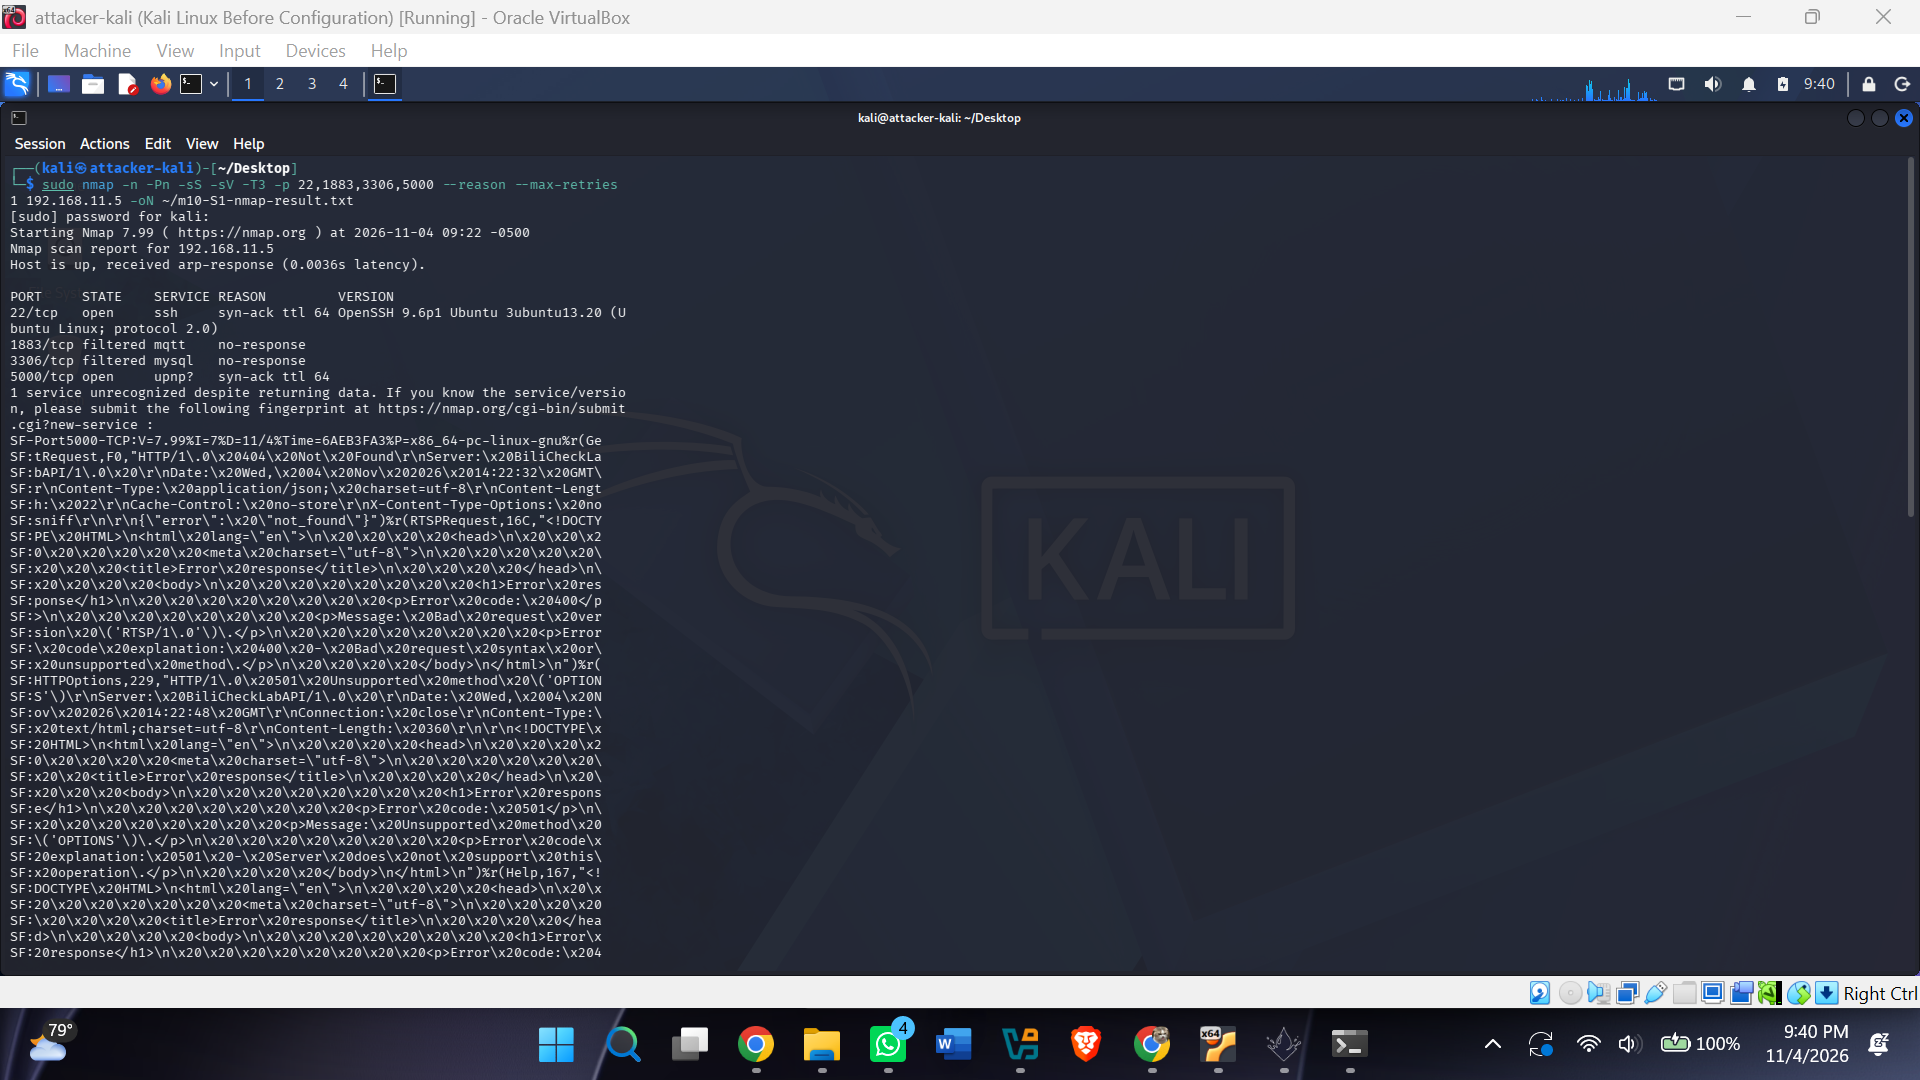 attacker-kali (Kali Linux Before Configuration) [Running] - Oracle VirtualBox
File Machine View Input Devices Help
1 2 3 4 9:40
kali@attacker-kali: ~/Desktop
Session Actions Edit View Help
┌──(kali㉿attacker-kali)-[~/Desktop]
└─$ sudo nmap -n -Pn -sS -sV -T3 -p 22,1883,3306,5000 --reason --max-retries
1 192.168.11.5 -oN ~/m10-S1-nmap-result.txt
[sudo] password for kali:
Starting Nmap 7.99 ( https://nmap.org ) at 2026-11-04 09:22 -0500
Nmap scan report for 192.168.11.5
Host is up, received arp-response (0.0036s latency).
PORT STATE SERVICE REASON VERSION
22/tcp open ssh syn-ack ttl 64 OpenSSH 9.6p1 Ubuntu 3ubuntu13.20 (U
buntu Linux; protocol 2.0)
1883/tcp filtered mqtt no-response
3306/tcp filtered mysql no-response
5000/tcp open upnp? syn-ack ttl 64
1 service unrecognized despite returning data. If you know the service/versio
n, please submit the following fingerprint at https://nmap.org/cgi-bin/submit
.cgi?new-service :
SF-Port5000-TCP:V=7.99%I=7%D=11/4%Time=6AEB3FA3%P=x86_64-pc-linux-gnu%r(Ge
SF:tRequest,F0,"HTTP/1\.0\x20404\x20Not\x20Found\r\nServer:\x20BiliCheckLa
SF:bAPI/1\.0\x20\r\nDate:\x20Wed,\x2004\x20Nov\x202026\x2014:22:32\x20GMT\
SF:r\nContent-Type:\x20application/json;\x20charset=utf-8\r\nContent-Lengt
SF:h:\x2022\r\nCache-Control:\x20no-store\r\nX-Content-Type-Options:\x20no
SF:sniff\r\n\r\n{\"error\":\x20\"not_found\"}")%r(RTSPRequest,16C,"<!DOCTY
SF:PE\x20HTML>\n<html\x20lang=\"en\">\n\x20\x20\x20\x20<head>\n\x20\x20\x2
SF:0\x20\x20\x20\x20\x20<meta\x20charset=\"utf-8\">\n\x20\x20\x20\x20\x20\
SF:x20\x20\x20<title>Error\x20response</title>\n\x20\x20\x20\x20</head>\n\
SF:x20\x20\x20\x20<body>\n\x20\x20\x20\x20\x20\x20\x20\x20<h1>Error\x20res
SF:ponse</h1>\n\x20\x20\x20\x20\x20\x20\x20\x20<p>Error\x20code:\x20400</p
SF:>\n\x20\x20\x20\x20\x20\x20\x20\x20<p>Message:\x20Bad\x20request\x20ver
SF:sion\x20\('RTSP/1\.0'\)\.</p>\n\x20\x20\x20\x20\x20\x20\x20\x20<p>Error
SF:\x20code\x20explanation:\x20400\x20-\x20Bad\x20request\x20syntax\x20or\
SF:x20unsupported\x20method\.</p>\n\x20\x20\x20\x20</body>\n</html>\n")%r(
SF:HTTPOptions,229,"HTTP/1\.0\x20501\x20Unsupported\x20method\x20\('OPTION
SF:S'\)\r\nServer:\x20BiliCheckLabAPI/1\.0\x20\r\nDate:\x20Wed,\x2004\x20N
SF:ov\x202026\x2014:22:48\x20GMT\r\nConnection:\x20close\r\nContent-Type:\
SF:x20text/html;charset=utf-8\r\nContent-Length:\x20360\r\n\r\n<!DOCTYPE\x
SF:20HTML>\n<html\x20lang=\"en\">\n\x20\x20\x20\x20<head>\n\x20\x20\x20\x2
SF:0\x20\x20\x20\x20<meta\x20charset=\"utf-8\">\n\x20\x20\x20\x20\x20\x20\
SF:x20\x20<title>Error\x20response</title>\n\x20\x20\x20\x20</head>\n\x20\
SF:x20\x20\x20<body>\n\x20\x20\x20\x20\x20\x20\x20\x20<h1>Error\x20respons
SF:e</h1>\n\x20\x20\x20\x20\x20\x20\x20\x20<p>Error\x20code:\x20501</p>\n\
SF:x20\x20\x20\x20\x20\x20\x20\x20<p>Message:\x20Unsupported\x20method\x20
SF:\('OPTIONS'\)\.</p>\n\x20\x20\x20\x20\x20\x20\x20\x20<p>Error\x20code\x
SF:20explanation:\x20501\x20-\x20Server\x20does\x20not\x20support\x20this\
SF:x20operation\.</p>\n\x20\x20\x20\x20</body>\n</html>\n")%r(Help,167,"<!
SF:DOCTYPE\x20HTML>\n<html\x20lang=\"en\">\n\x20\x20\x20\x20<head>\n\x20\x
SF:20\x20\x20\x20\x20\x20\x20<meta\x20charset=\"utf-8\">\n\x20\x20\x20\x20
SF:\x20\x20\x20\x20<title>Error\x20response</title>\n\x20\x20\x20\x20</hea
SF:d>\n\x20\x20\x20\x20<body>\n\x20\x20\x20\x20\x20\x20\x20\x20<h1>Error\x
SF:20response</h1>\n\x20\x20\x20\x20\x20\x20\x20\x20<p>Error\x20code:\x204
KALI
Right Ctrl
79°
4
100%
9:40 PM
11/4/2026